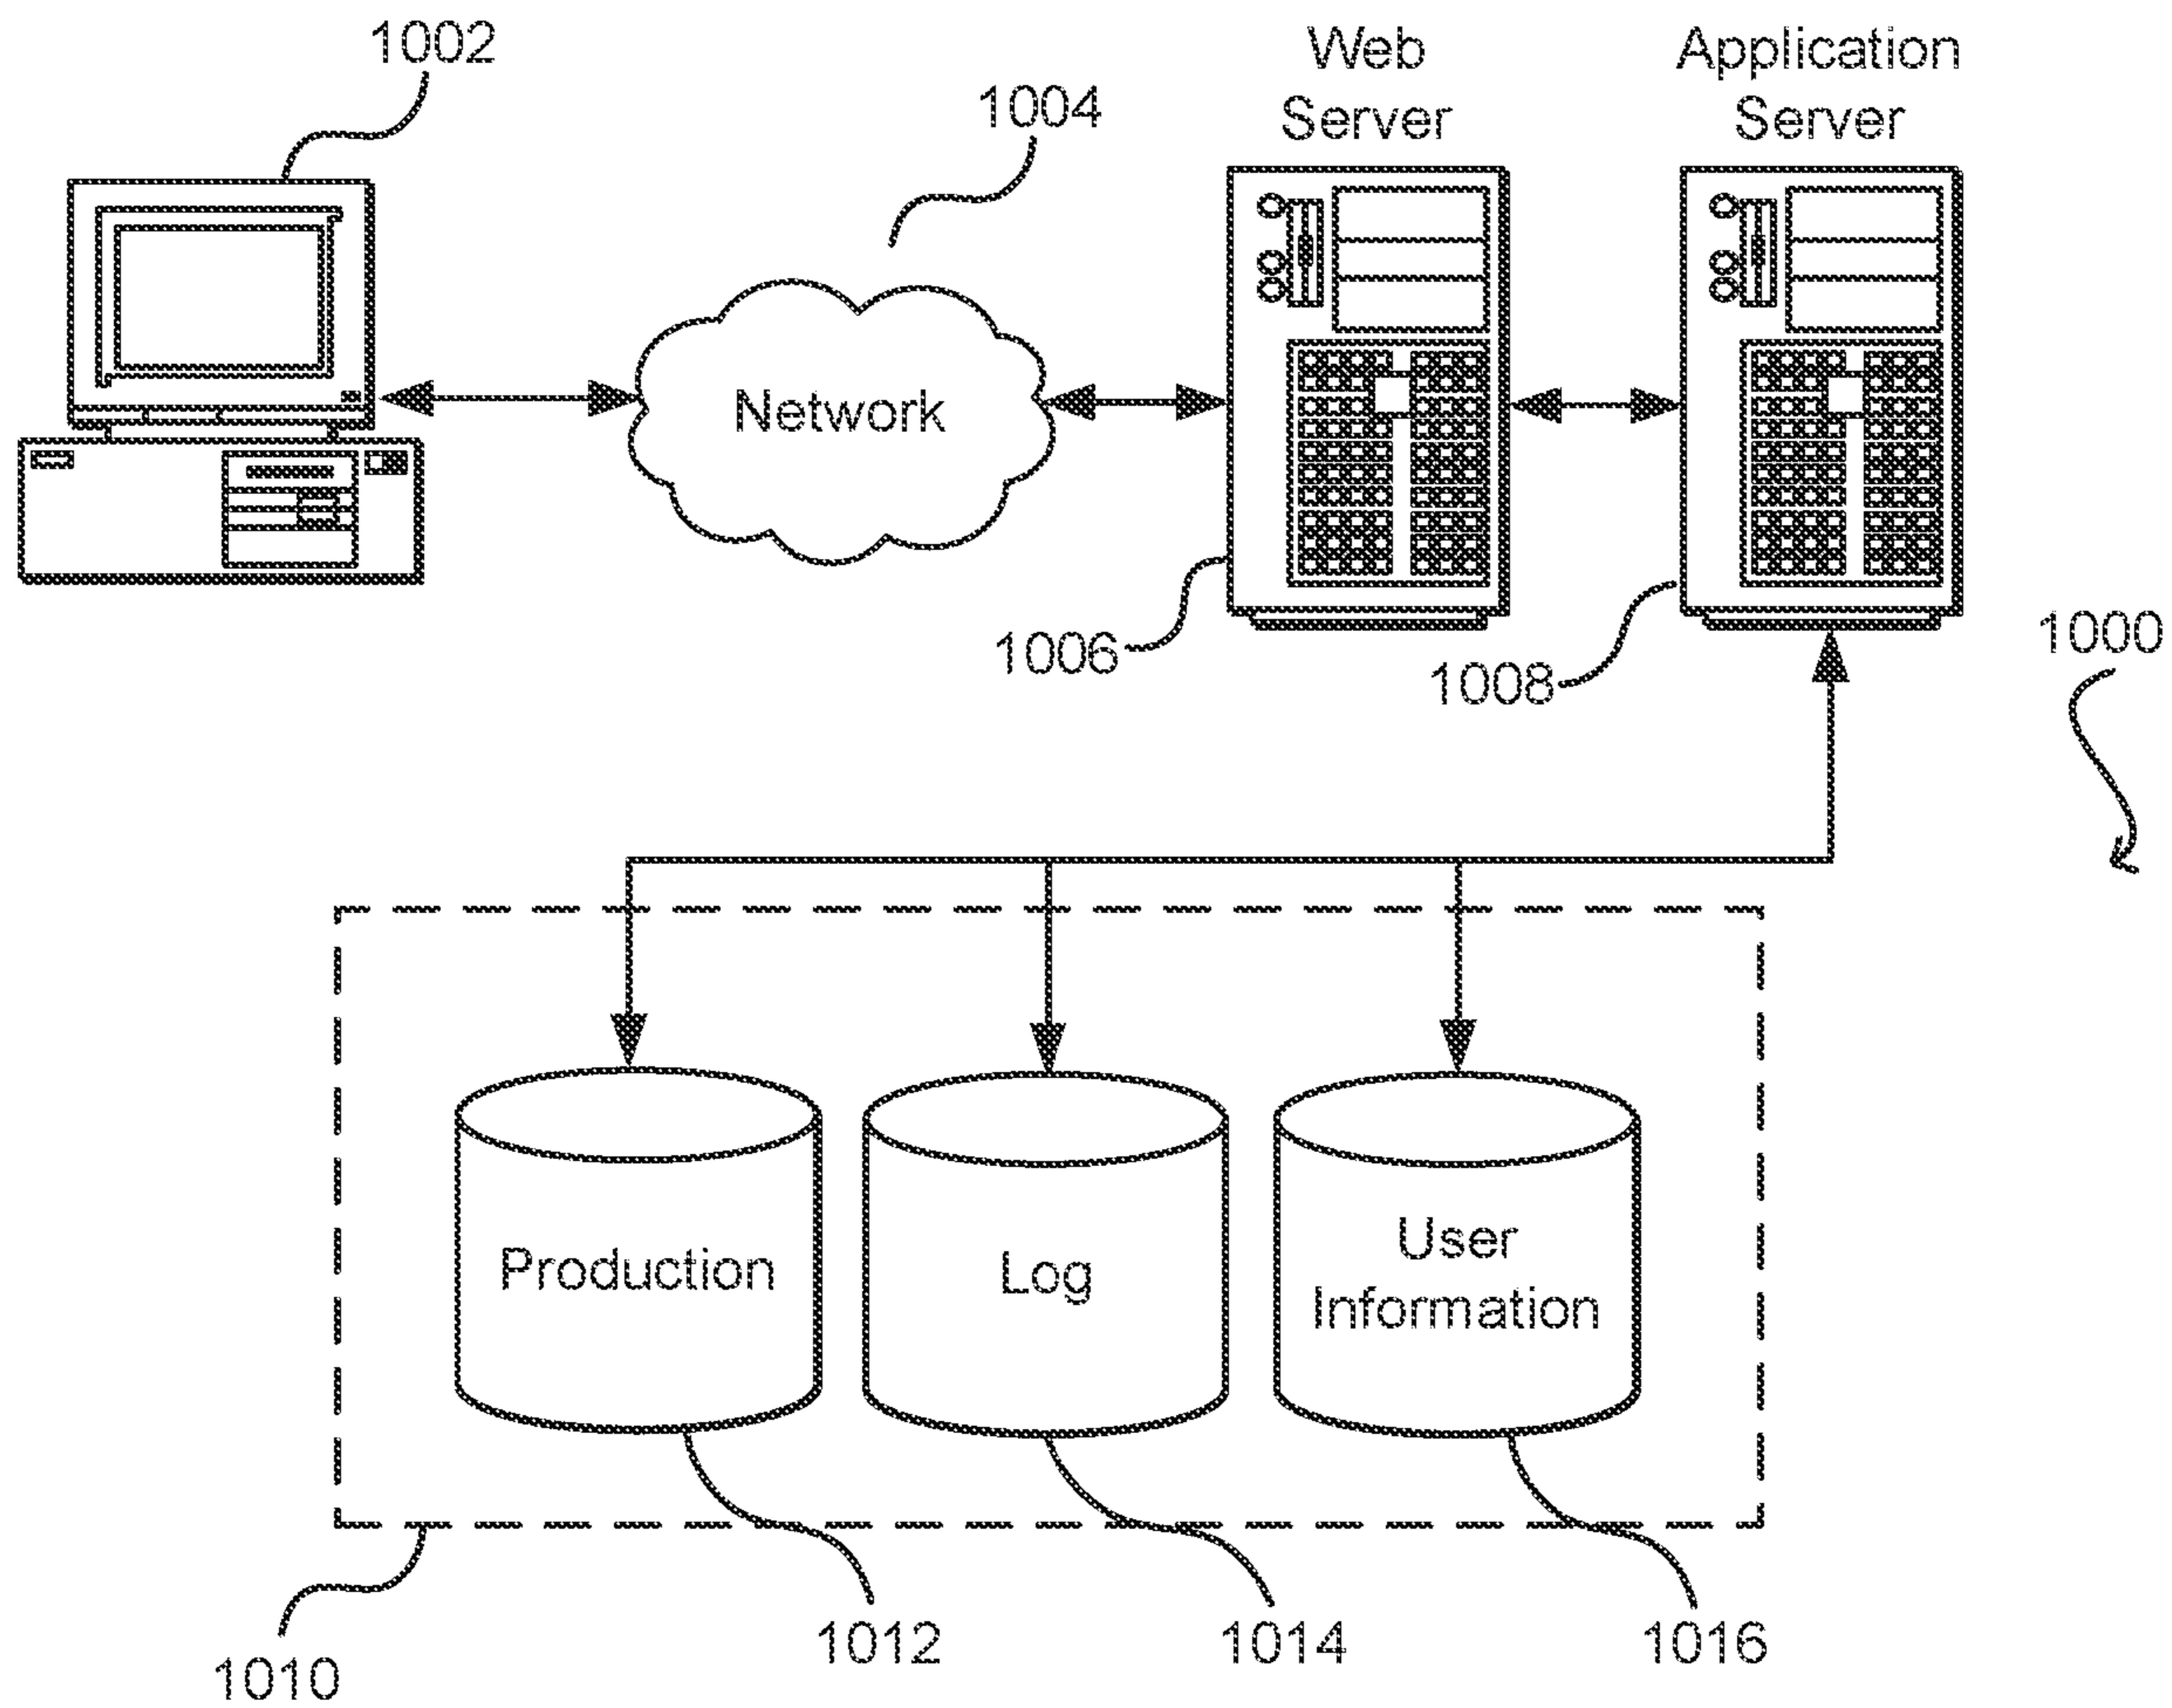 1002
1004
Web
Server
Application
Server
Network
1006
1008
1000
Production
Log
User
Information
1010
1012
1014
1016